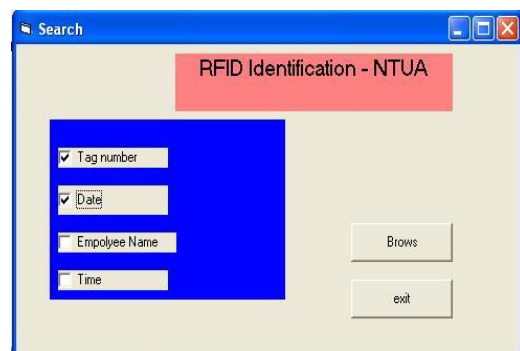 Search
RFID Identification - NTUA
Tag number
Date
Empolyee Name
Time
Brows
exit